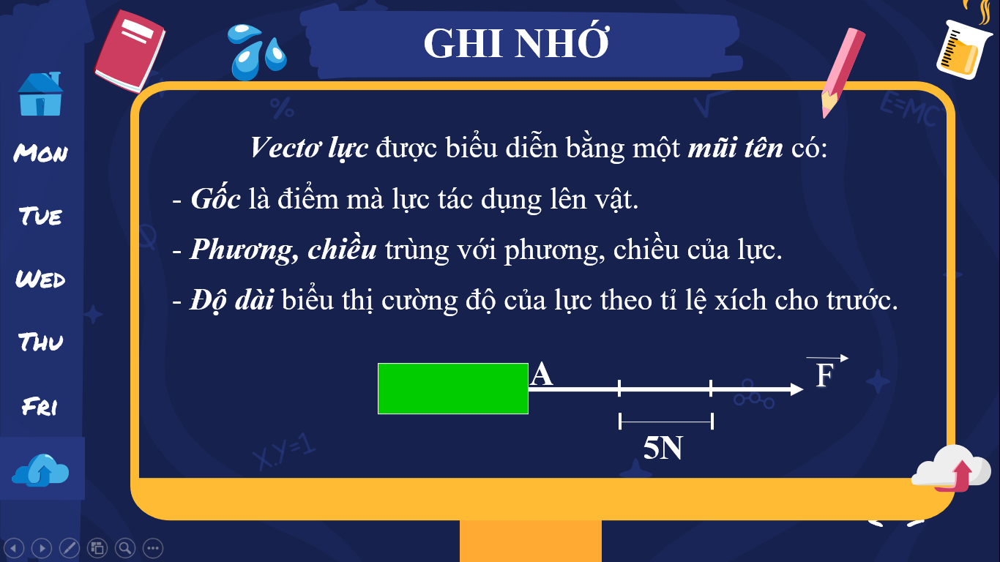 GHI NHỚ
MON
TUE
WED
THU
FRI
Vectơ lực được biểu diễn bằng một mũi tên có:
- Gốc là điểm mà lực tác dụng lên vật.
- Phương, chiều trùng với phương, chiều của lực.
- Độ dài biểu thị cường độ của lực theo tỉ lệ xích cho trước.
A
F
5N
%
√
E=MC
X.Y=1